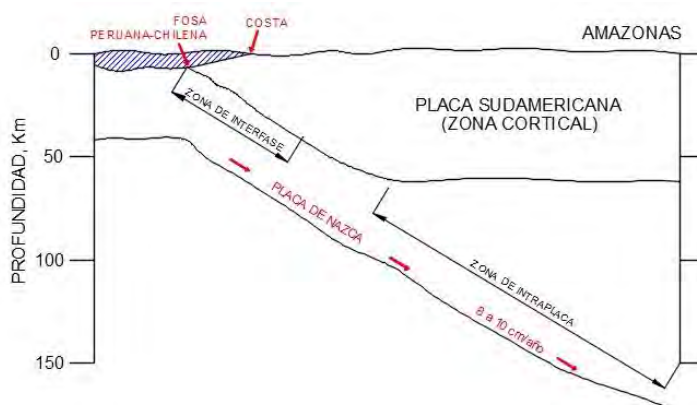 FOSA
PERUANA-CHILENA
COSTA
AMAZONAS
0
50
100
150
PROFUNDIDAD, Km
ZONA DE INTERFASE
PLACA SUDAMERICANA
(ZONA CORTICAL)
PLACA DE NAZCA
ZONA DE INTRAPLACA
8 a 10 cm/año